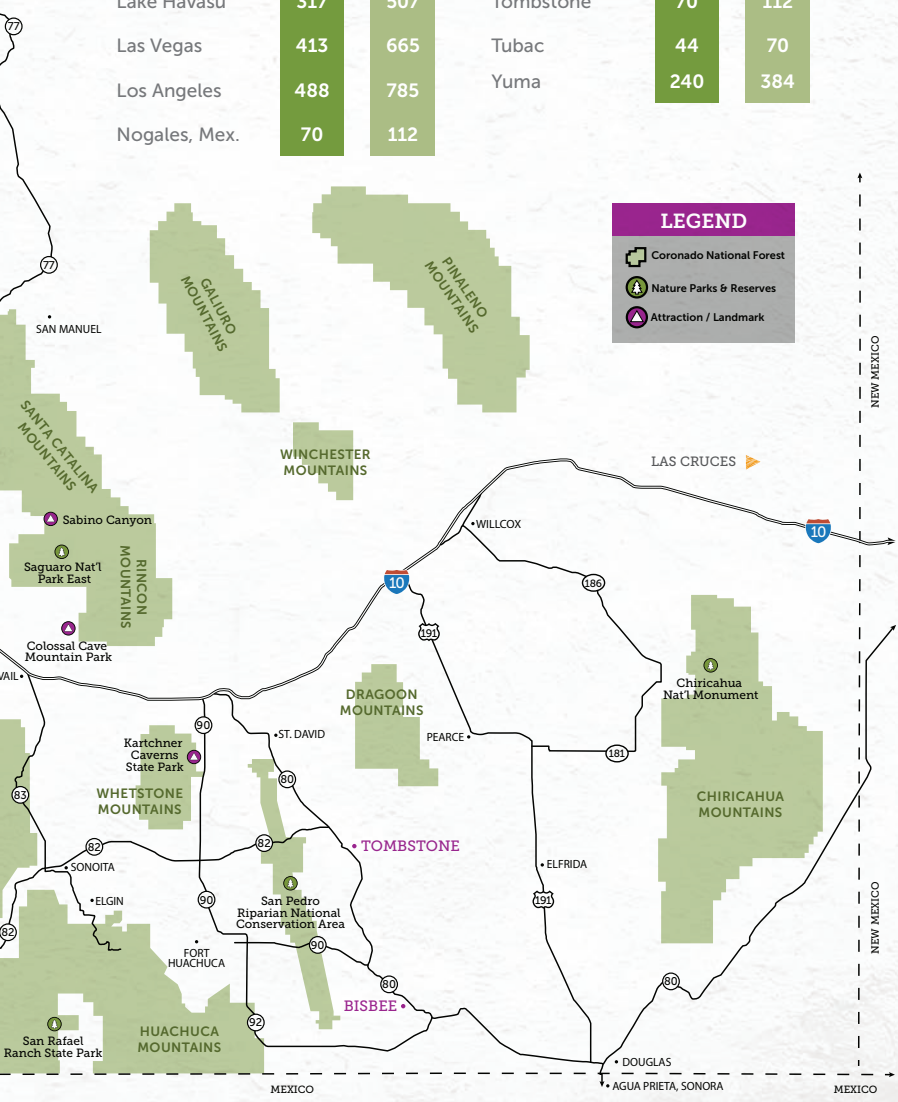 Lake Havasu 317 507
Las Vegas 413 665
Los Angeles 488 785
Nogales, Mex. 70 112
Tombstone 70 112
Tubac 44 70
Yuma 240 384
77
77
SAN MANUEL
GALIURO
MOUNTAINS
PINALENO
MOUNTAINS
LEGEND
Coronado National Forest
Nature Parks & Reserves
Attraction / Landmark
NEW MEXICO
SANTA CATALINA
MOUNTAINS
WINCHESTER
MOUNTAINS
LAS CRUCES
Sabino Canyon
WILLCOX
10
Saguaro Nat'l
Park East
RINCON
MOUNTAINS
10
186
Colossal Cave
Mountain Park
191
VAIL
Chiricahua
Nat'l Monument
DRAGOON
MOUNTAINS
90
ST. DAVID
PEARCE
Kartchner
Caverns
State Park
181
80
83
WHETSTONE
MOUNTAINS
CHIRICAHUA
MOUNTAINS
82
82
TOMBSTONE
SONOITA
ELFRIDA
San Pedro
Riparian National
Conservation Area
90
ELGIN
191
NEW MEXICO
82
FORT
HUACHUCA
90
80
80
BISBEE
92
San Rafael
Ranch State Park
HUACHUCA
MOUNTAINS
DOUGLAS
MEXICO
AGUA PRIETA, SONORA
MEXICO